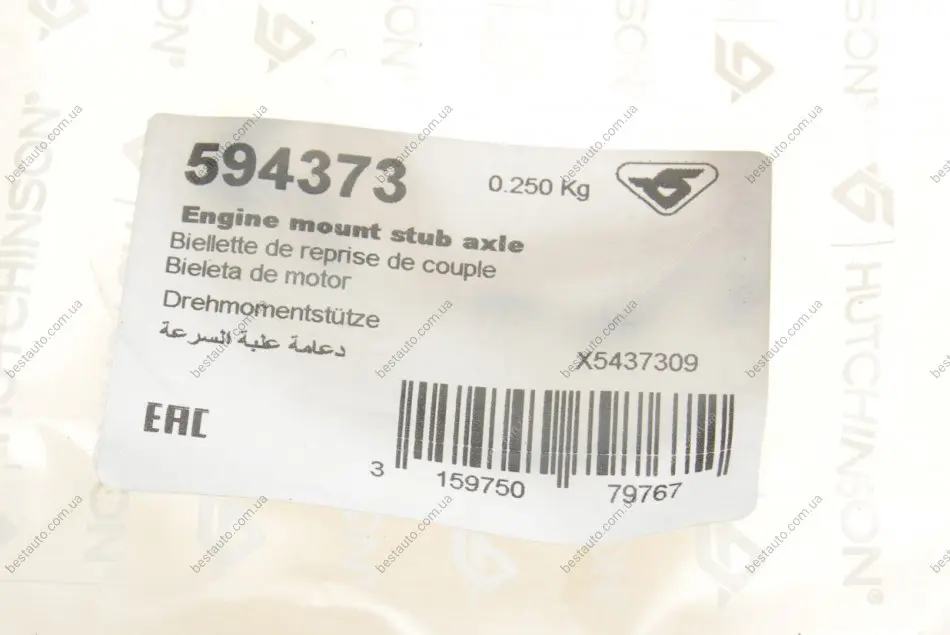 594373
0.250 Kg
Engine mount stub axle
Biellette de reprise de couple
Bieleta de motor
Drehmomentstütze
دعامة علبة السرعة
X5437309
EAC
3 159750 79767
HUTCHINSON®
HUTCHINSON®
bestauto.com.ua